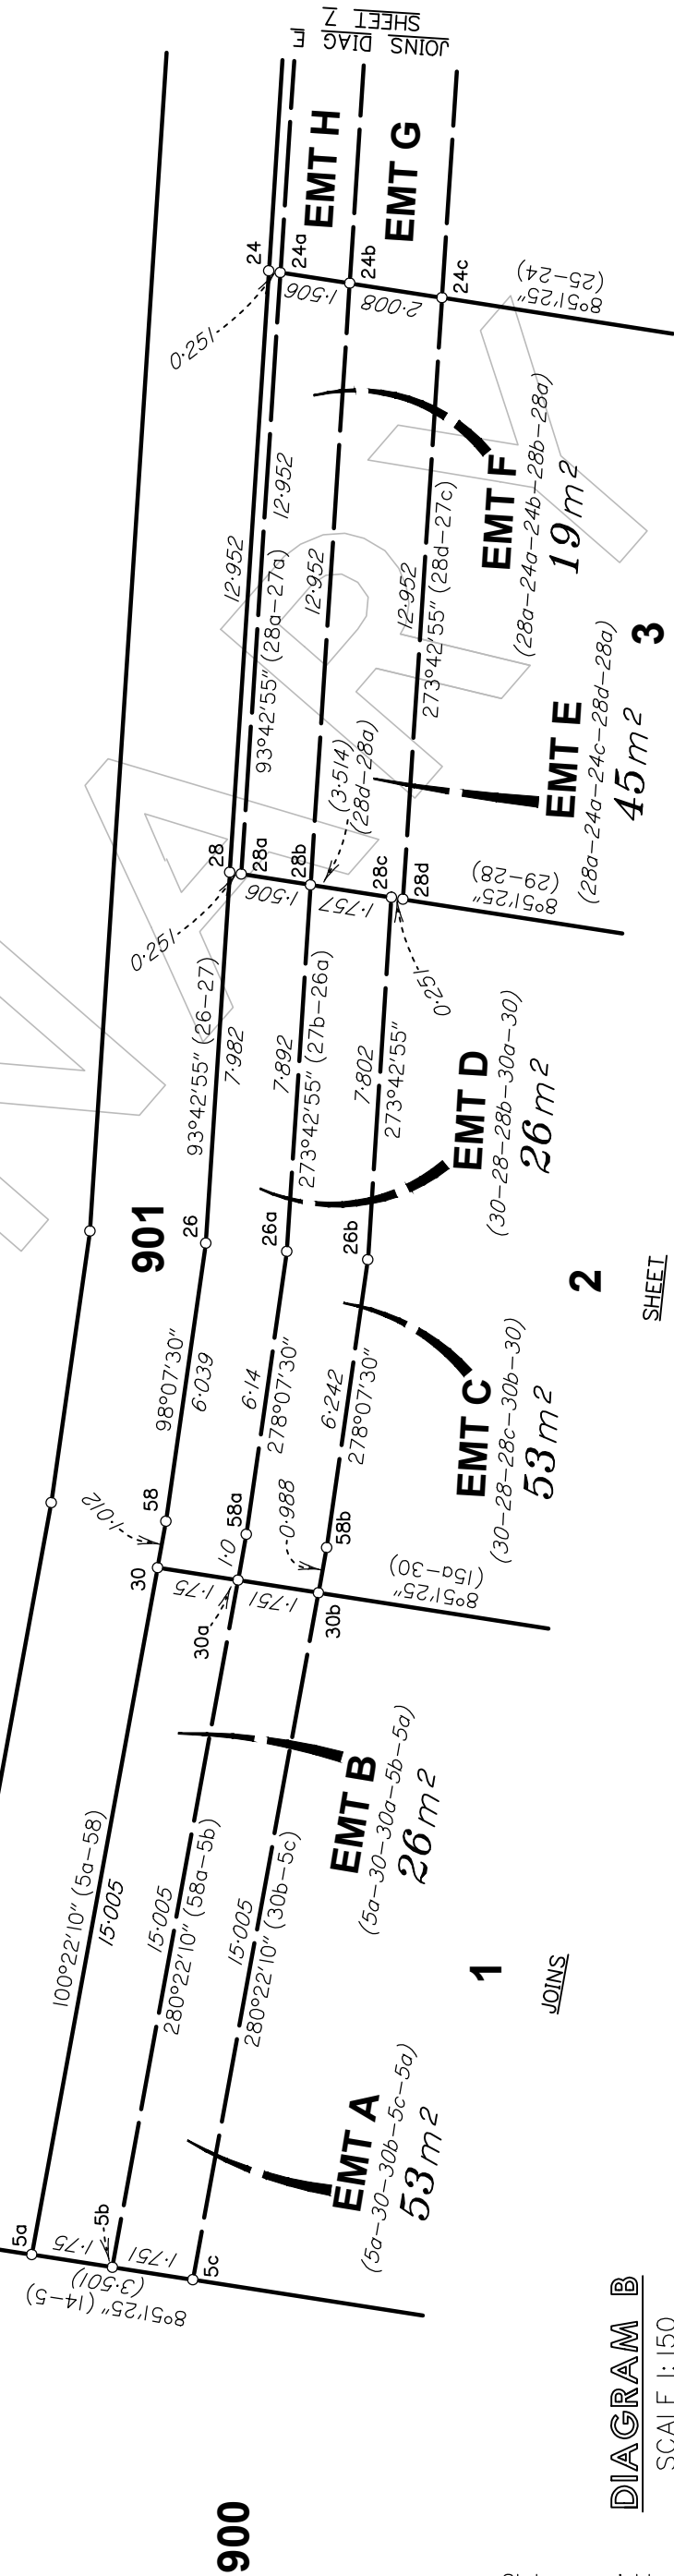 JOINS DIAG E
SHEET 7
EMT H
EMT G
24
24a
24b
24c
0·251
1·506
2·008
8°51'25"
(25-24)
12·952
12·952
93°42'55" (28a-27a)
12·952
12·952
273°42'55" (28d-27c)
EMT F
(28a-24a-24b-28b-28a)
19 m2
EMT E
(28a-24a-24c-28d-28a)
45 m2
3
28
28a
28b
28c
28d
0·251
1·506
1·757
(3·514)
(28d-28a)
0·251
8°51'25"
(29-28)
93°42'55" (26-27)
7·982
7·892
273°42'55" (27b-26a)
7·802
273°42'55"
EMT D
(30-28-28b-30a-30)
26 m2
901
26
26a
26b
2
SHEET
98°07'30"
6·039
6·14
278°07'30"
6·242
278°07'30"
EMT C
(30-28-28c-30b-30)
53 m2
58
58a
58b
1·012
1·0
0·988
30
30a
30b
1·75
1·751
8°51'25"
(15a-30)
100°22'10" (5a-58)
15·005
15·005
280°22'10" (58a-5b)
15·005
280°22'10" (30b-5c)
EMT B
(5a-30-30a-5b-5a)
26 m2
1
JOINS
EMT A
(5a-30-30b-5c-5a)
53 m2
5a
5b
5c
1·75
1·751
(3·501)
8°51'25" (14-5)
900
DIAGRAM B
SCALE 1:150